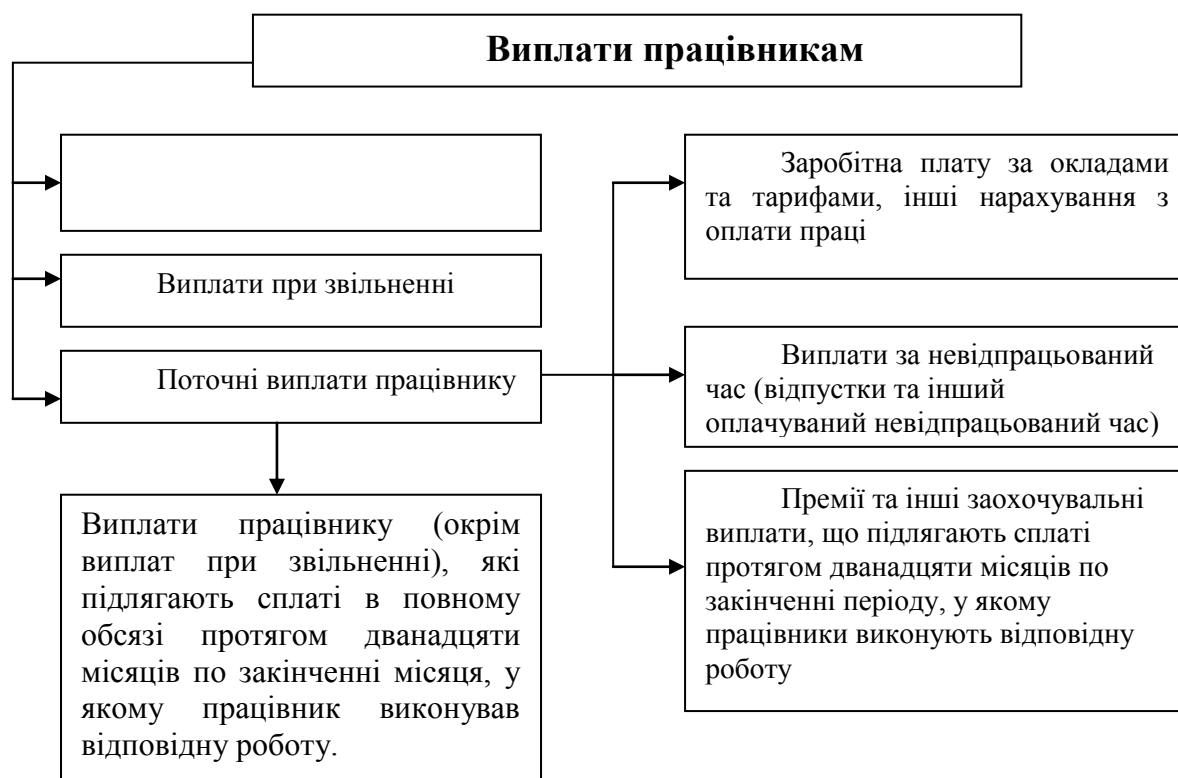 Виплати працівникам
Виплати при звільненні
Поточні виплати працівнику
Виплати працівнику (окрім
виплат при звільненні), які
підлягають сплаті в повному
обсязі протягом дванадцяти
місяців по закінченні місяця, у
якому працівник виконував
відповідну роботу.
Заробітна плату за окладами
та тарифами, інші нарахування з
оплати праці
Виплати за невідпрацьований
час (відпустки та інший
оплачуваний невідпрацьований час)
Премії та інші заохочувальні
виплати, що підлягають сплаті
протягом дванадцяти місяців по
закінченні періоду, у якому
працівники виконують відповідну
роботу